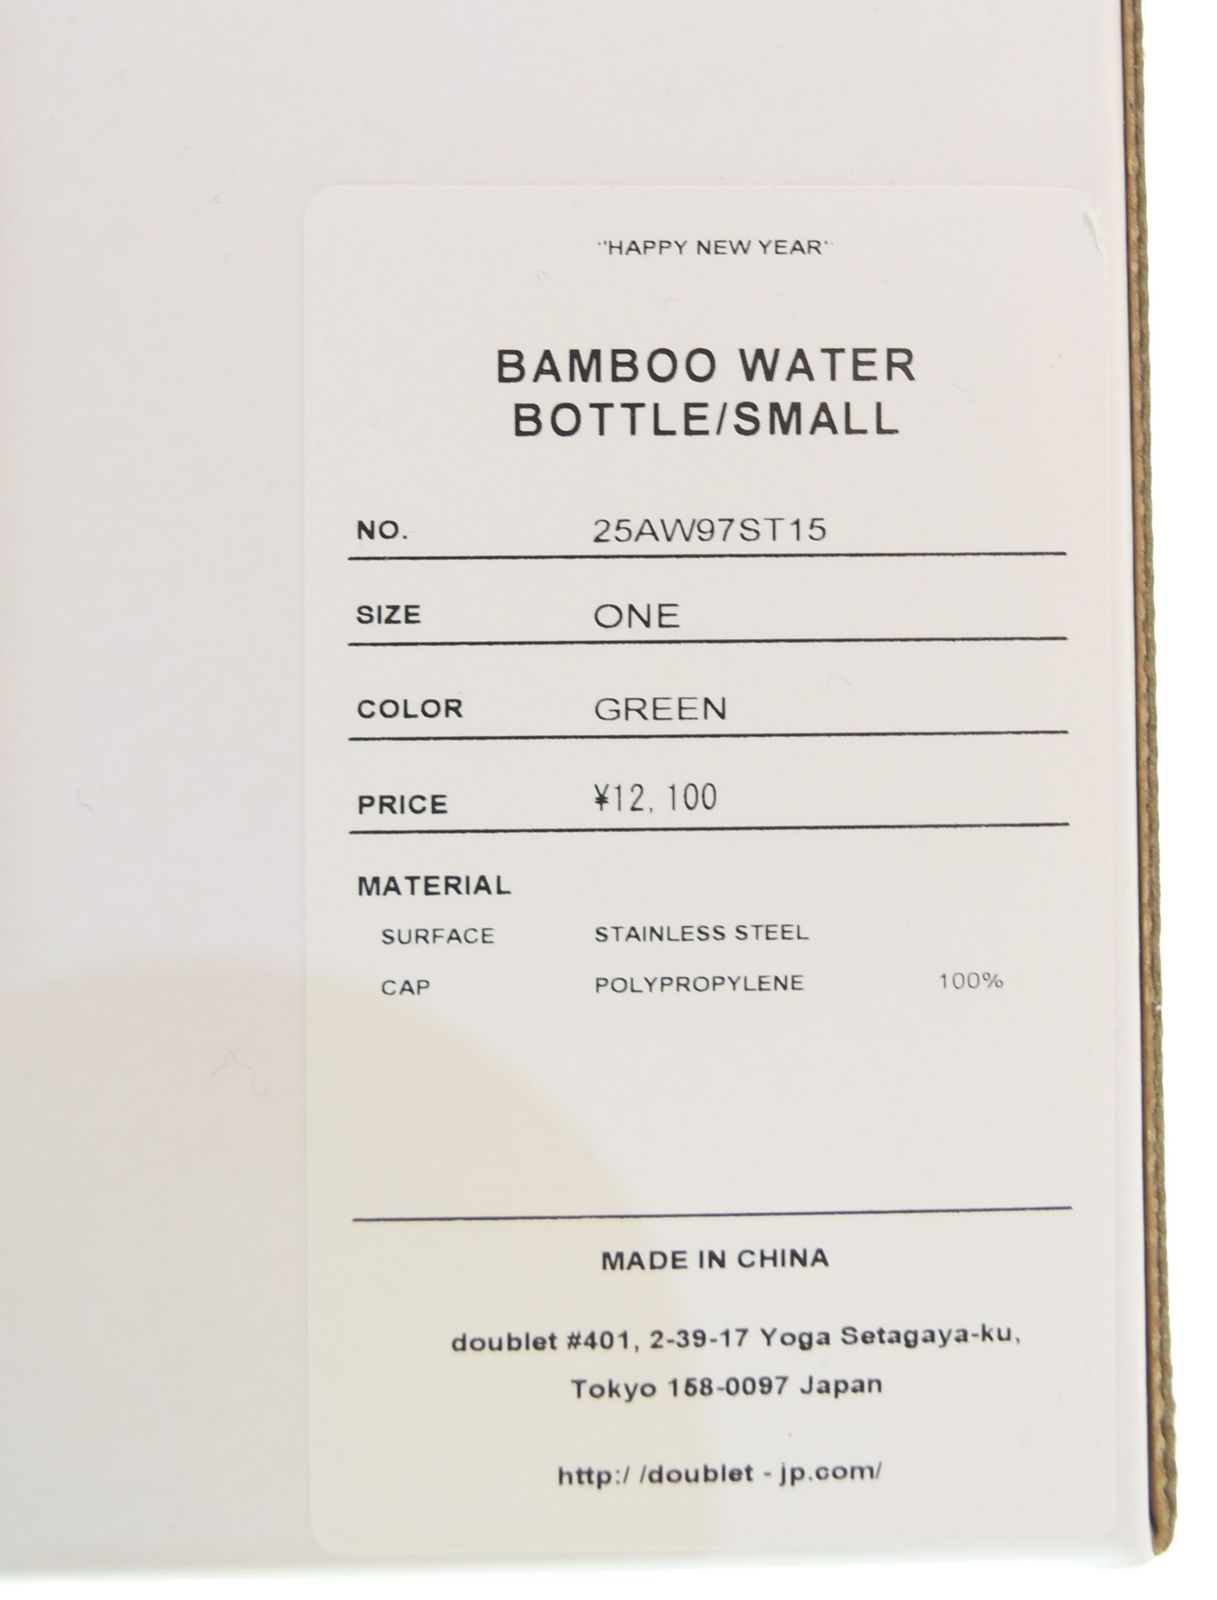 "HAPPY NEW YEAR"
BAMBOO WATER
BOTTLE/SMALL
NO. 25AW97ST15
SIZE ONE
COLOR GREEN
PRICE ¥12,100
MATERIAL
SURFACE STAINLESS STEEL
CAP POLYPROPYLENE 100%
MADE IN CHINA
doublet #401, 2-39-17 Yoga Setagaya-ku,
Tokyo 158-0097 Japan
http://doublet-jp.com/